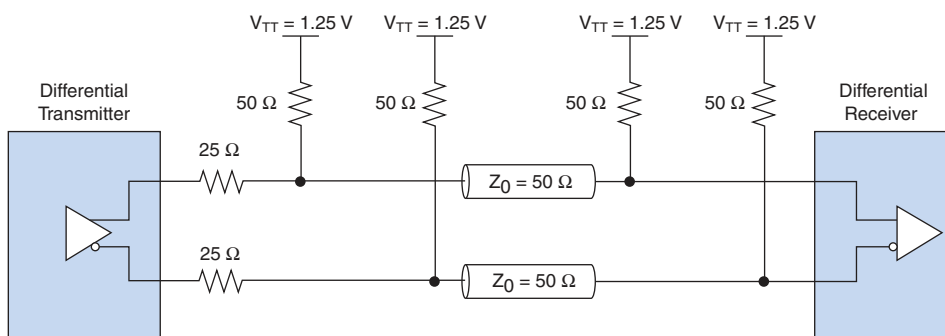 V_TT = 1.25 V
V_TT = 1.25 V
V_TT = 1.25 V
V_TT = 1.25 V
Differential
Transmitter
50 Ω
50 Ω
50 Ω
50 Ω
Differential
Receiver
25 Ω
Z_0 = 50 Ω
25 Ω
Z_0 = 50 Ω